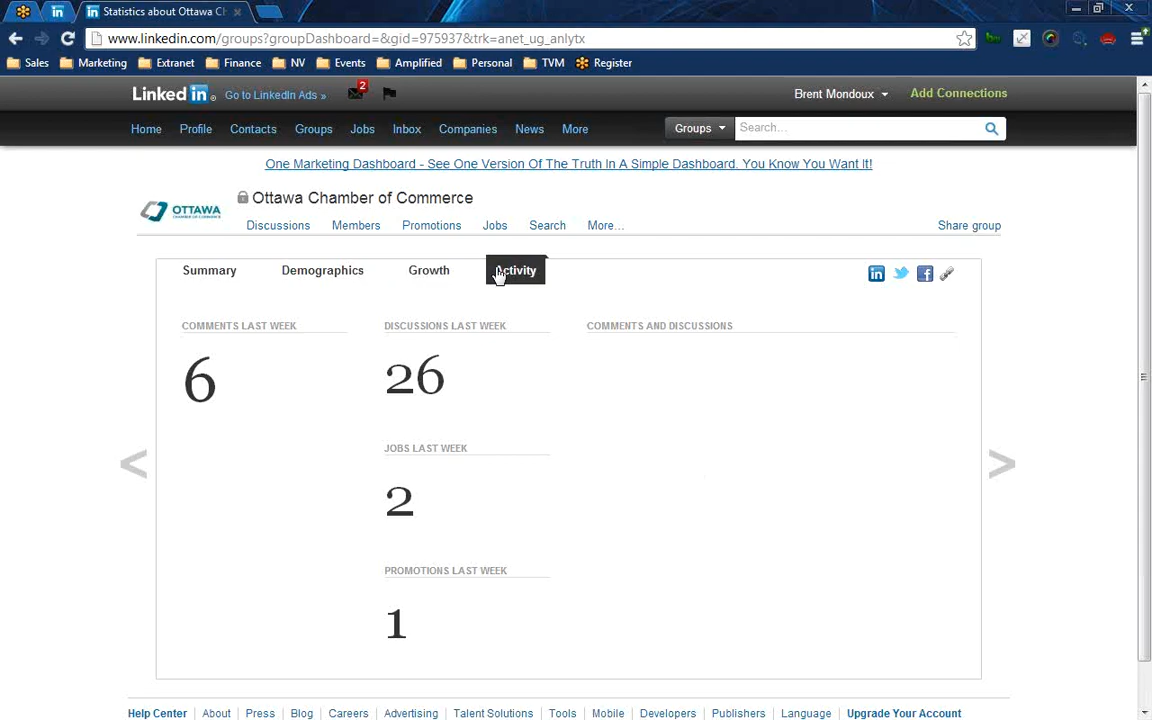 Statistics about Ottawa Ch
www.linkedin.com/groups?groupDashboard=&gid=975937&trk=anet_ug_anlytx
Sales Marketing Extranet Finance NV Events Amplified Personal TVM Register
Linked in. Go to LinkedIn Ads » 2 Brent Mondoux Add Connections
Home Profile Contacts Groups Jobs Inbox Companies News More Groups Search...
One Marketing Dashboard - See One Version Of The Truth In A Simple Dashboard. You Know You Want It!
OTTAWA Ottawa Chamber of Commerce
CHAMBER OF COMMERCE
Discussions Members Promotions Jobs Search More... Share group
Summary Demographics Growth Activity
COMMENTS LAST WEEK DISCUSSIONS LAST WEEK COMMENTS AND DISCUSSIONS
6 26
JOBS LAST WEEK
2
PROMOTIONS LAST WEEK
1
< >
Help Center About Press Blog Careers Advertising Talent Solutions Tools Mobile Developers Publishers Language Upgrade Your Account